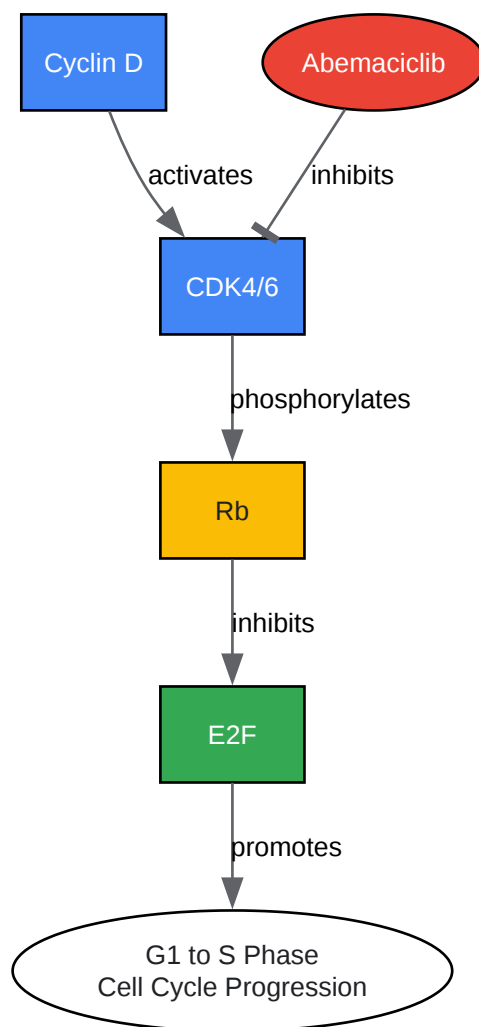 Cyclin D
Abemaciclib
activates
inhibits
CDK4/6
phosphorylates
Rb
inhibits
E2F
promotes
G1 to S Phase
Cell Cycle Progression